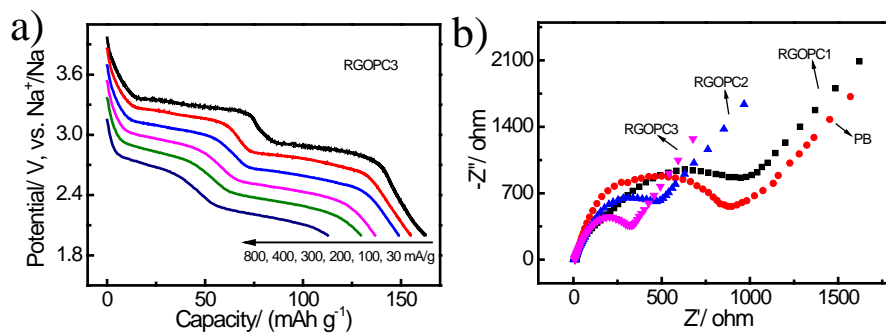 a)
RGOPC3
3.6
3.0
2.4
1.8
Potential/ V, vs. Na⁺/Na
800, 400, 300, 200, 100, 30 mA/g
0 50 100 150
Capacity/ (mAh g⁻¹)
b)
2100
1400
700
0
-Z"/ ohm
RGOPC1
RGOPC2
RGOPC3
PB
0 500 1000 1500
Z'/ ohm